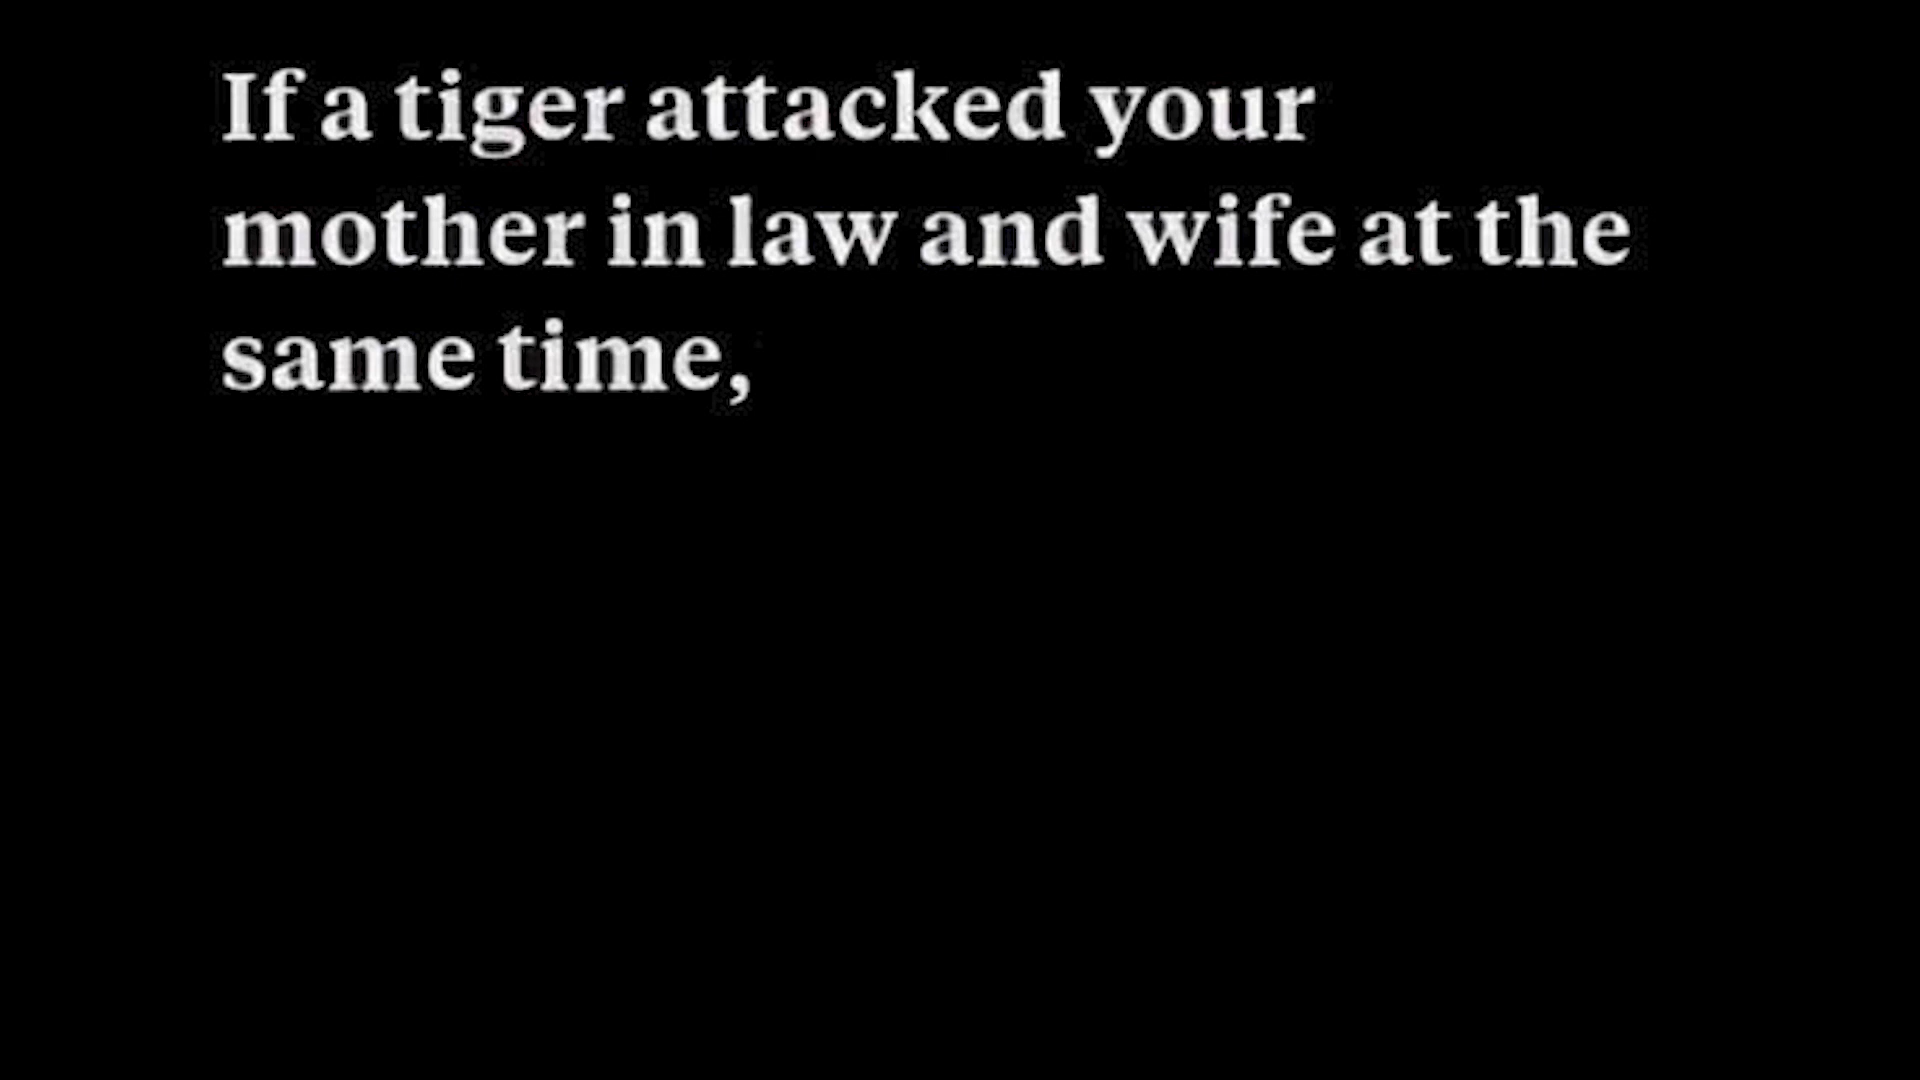 If a tiger attacked your
mother in law and wife at the
same time,